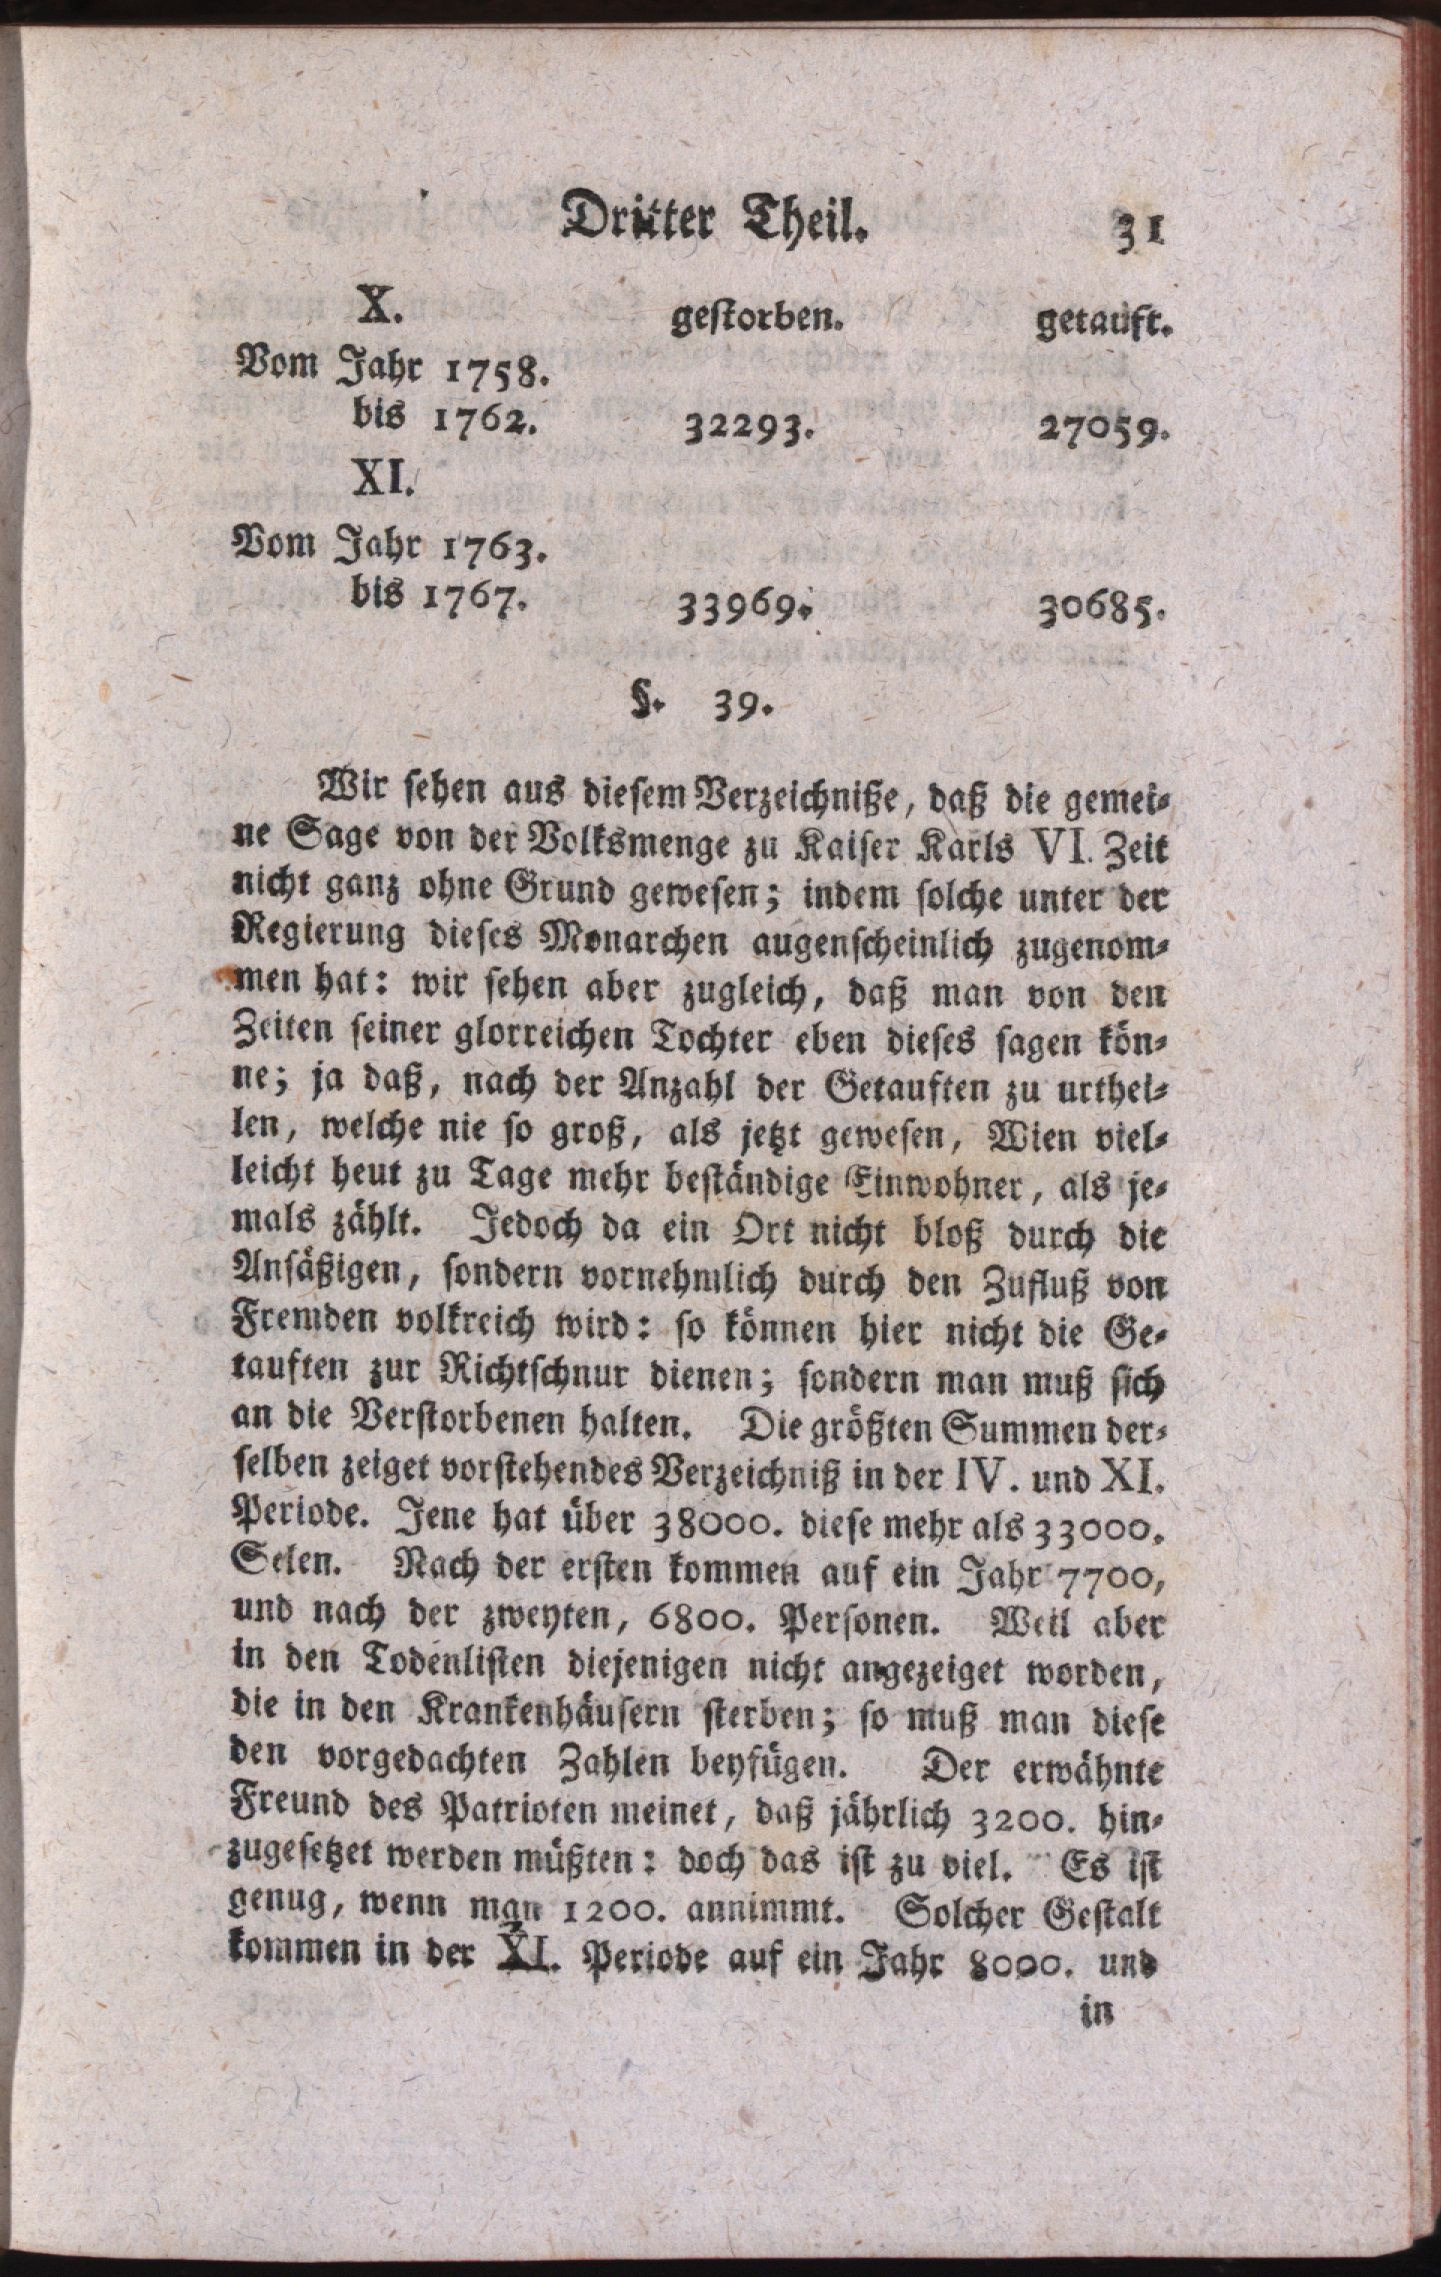 Dritter Theil. 31
X. gestorben. getauft.
Vom Jahr 1758.
bis 1762. 32293. 27059.
XI.
Vom Jahr 1763.
bis 1767. 33969. 30685.
§. 39.
Wir sehen aus diesem Verzeichniße, daß die gemei-
ne Sage von der Volksmenge zu Kaiser Karls VI. Zeit
nicht ganz ohne Grund gewesen; indem solche unter der
Regierung dieses Monarchen augenscheinlich zugenom-
men hat: wir sehen aber zugleich, daß man von den
Zeiten seiner glorreichen Tochter eben dieses sagen kön-
ne; ja daß, nach der Anzahl der Getauften zu urthei-
len, welche nie so groß, als jetzt gewesen, Wien viel-
leicht heut zu Tage mehr beständige Einwohner, als je-
mals zählt. Jedoch da ein Ort nicht bloß durch die
Ansäßigen, sondern vornehmlich durch den Zufluß von
Fremden volkreich wird: so können hier nicht die Ge-
tauften zur Richtschnur dienen; sondern man muß sich
an die Verstorbenen halten. Die größten Summen der-
selben zeiget vorstehendes Verzeichniß in der IV. und XI.
Periode. Jene hat über 38000. diese mehr als 33000.
Selen. Nach der ersten kommen auf ein Jahr 7700,
und nach der zweyten, 6800. Personen. Weil aber
in den Todenlisten diejenigen nicht angezeiget worden,
die in den Krankenhäusern sterben; so muß man diese
den vorgedachten Zahlen beyfügen. Der erwähnte
Freund des Patrioten meinet, daß jährlich 3200. hin-
zugesetzet werden müßten: doch das ist zu viel. Es ist
genug, wenn man 1200. annimmt. Solcher Gestalt
kommen in der XI. Periode auf ein Jahr 8000. und
in